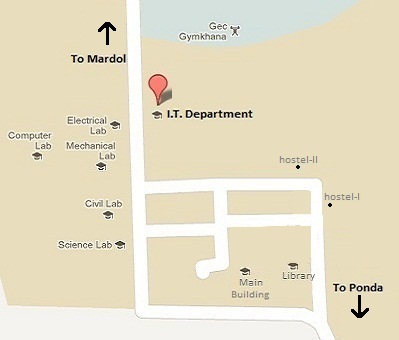 Gec
Gymkhana
To Mardol
I.T. Department
Electrical
Lab
Computer
Lab
Mechanical
Lab
hostel-II
hostel-I
Civil Lab
Science Lab
Main
Building
Library
To Ponda